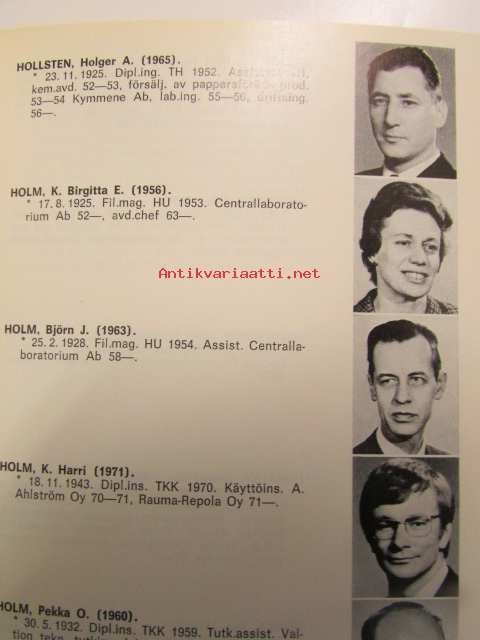 HOLLSTEN, Holger A. (1965).
* 23. 11. 1925. Dipl.ing. TH 1952.
kem.avd. 52—53, försälj. av
53—54 Kymmene Ab, lab.ing. 55—56, driftning.
56—.
HOLM, K. Birgitta E. (1956).
* 17. 8. 1925. Fil.mag. HU 1953. Centrallaborato-
rium Ab 52—, avd.chef 63—.
Antikvariaatti.net
HOLM, Björn J. (1963).
* 25. 2. 1928. Fil.mag. HU 1954. Assist. Centralla-
boratorium Ab 58—.
HOLM, K. Harri (1971).
* 18. 11. 1943. Dipl.ins. TKK 1970. Käyttöins. A.
Ahlström Oy 70—71, Rauma-Repola Oy 71—.
HOLM, Pekka O. (1960).
* 30. 5. 1932. Dipl.ins. TKK 1959. Tutk.assist. Val-